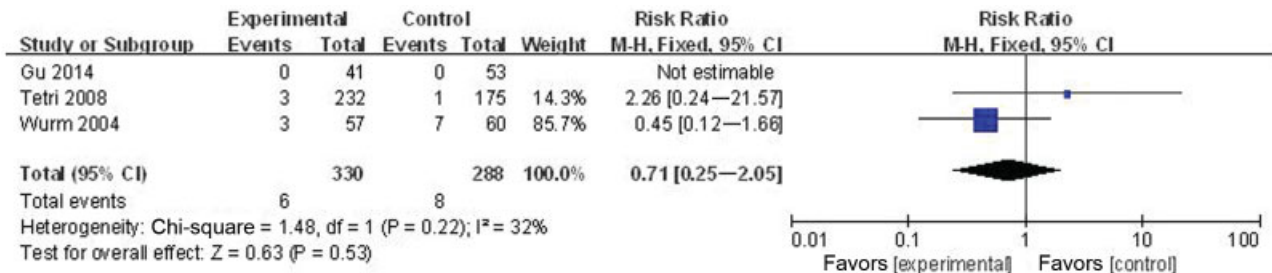 Experimental Control Risk Ratio Risk Ratio
Study or Subgroup Events Total Events Total Weight M-H, Fixed, 95% CI M-H, Fixed, 95% CI
Gu 2014 0 41 0 53 Not estimable
Tetri 2008 3 232 1 175 14.3% 2.26 [0.24—21.57]
Wurm 2004 3 57 7 60 85.7% 0.45 [0.12—1.66]
Total (95% CI) 330 288 100.0% 0.71 [0.25—2.05]
Total events 6 8
Heterogeneity: Chi-square = 1.48, df = 1 (P = 0.22); I² = 32%
Test for overall effect: Z = 0.63 (P = 0.53)
0.01 0.1 1 10 100
Favors [experimental] Favors [control]